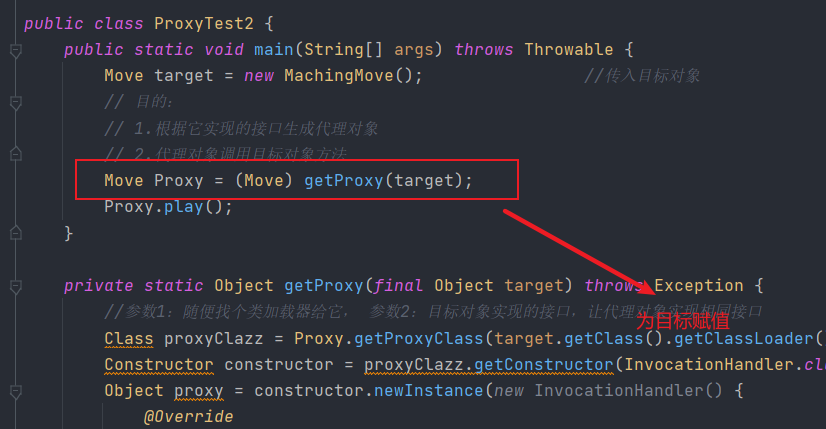 public class ProxyTest2 {
public static void main(String[] args) throws Throwable {
Move target = new MachingMove(); //传入目标对象
// 目的：
// 1.根据它实现的接口生成代理对象
// 2.代理对象调用目标对象方法
Move Proxy = (Move) getProxy(target);
Proxy.play();
}
private static Object getProxy(final Object target) throws Exception {
//参数1：随便找个类加载器给它， 参数2：目标对象实现的接口，让代理对象实现相同接口
为目标赋值
Class proxyClazz = Proxy.getProxyClass(target.getClass().getClassLoader(
Constructor constructor = proxyClazz.getConstructor(InvocationHandler.cl
Object proxy = constructor.newInstance(new InvocationHandler() {
@Override